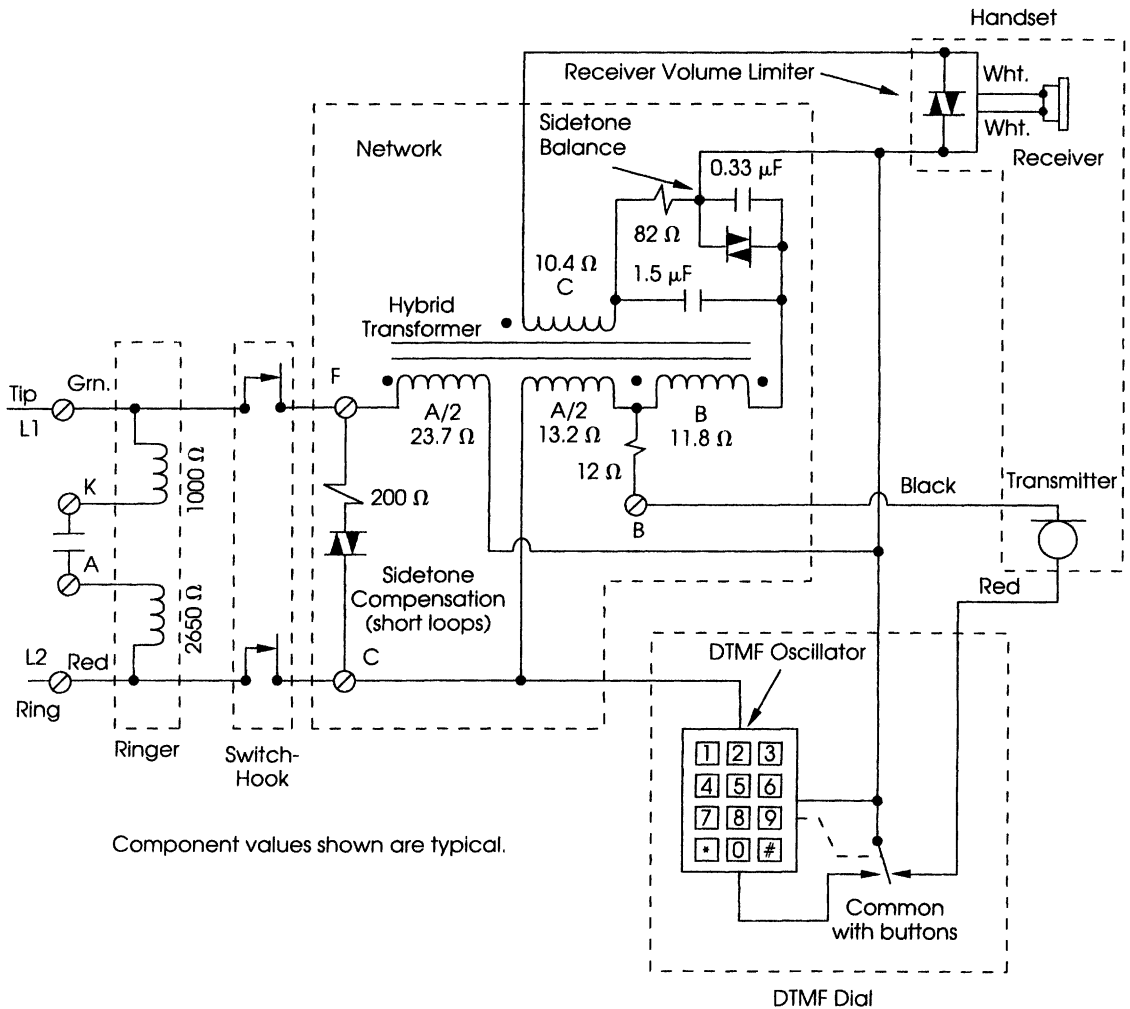 Handset
Receiver Volume Limiter
Wht.
Wht.
Receiver
Network
Sidetone
Balance
0.33 µF
82 Ω
10.4 Ω
C
1.5 µF
Hybrid
Transformer
Tip
L1
Grn.
F
A/2
23.7 Ω
A/2
13.2 Ω
B
11.8 Ω
12 Ω
K
1000 Ω
200 Ω
B
Black
Transmitter
A
2650 Ω
Sidetone
Compensation
(short loops)
Red
L2
Red
Ring
C
Ringer
Switch-
Hook
DTMF Oscillator
1 2 3
4 5 6
7 8 9
* 0 #
Component values shown are typical.
Common
with buttons
DTMF Dial